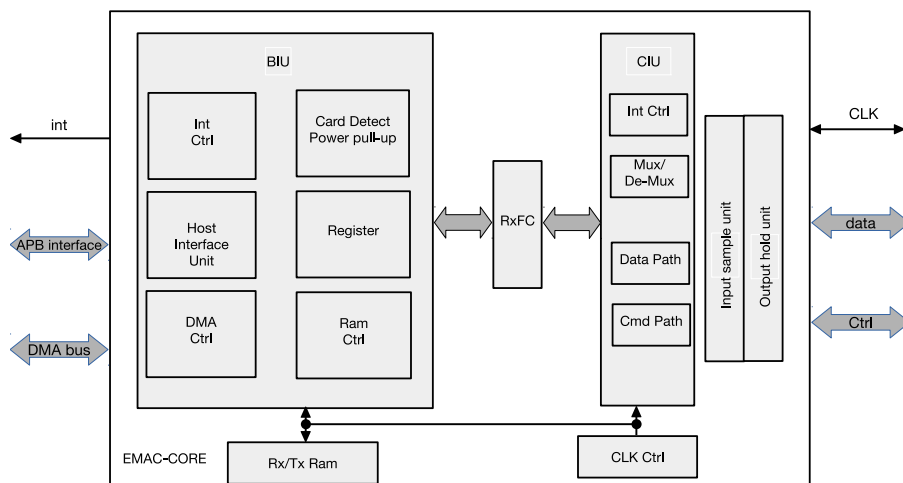 BIU
CIU
Int
Ctrl
Card Detect
Power pull-up
Int Ctrl
int
CLK
Mux/
De-Mux
Host
Interface
Unit
Register
RxFC
APB interface
data
Data Path
Input sample unit
Output hold unit
DMA
Ctrl
Ram
Ctrl
Cmd Path
DMA bus
Ctrl
EMAC-CORE
Rx/Tx Ram
CLK Ctrl